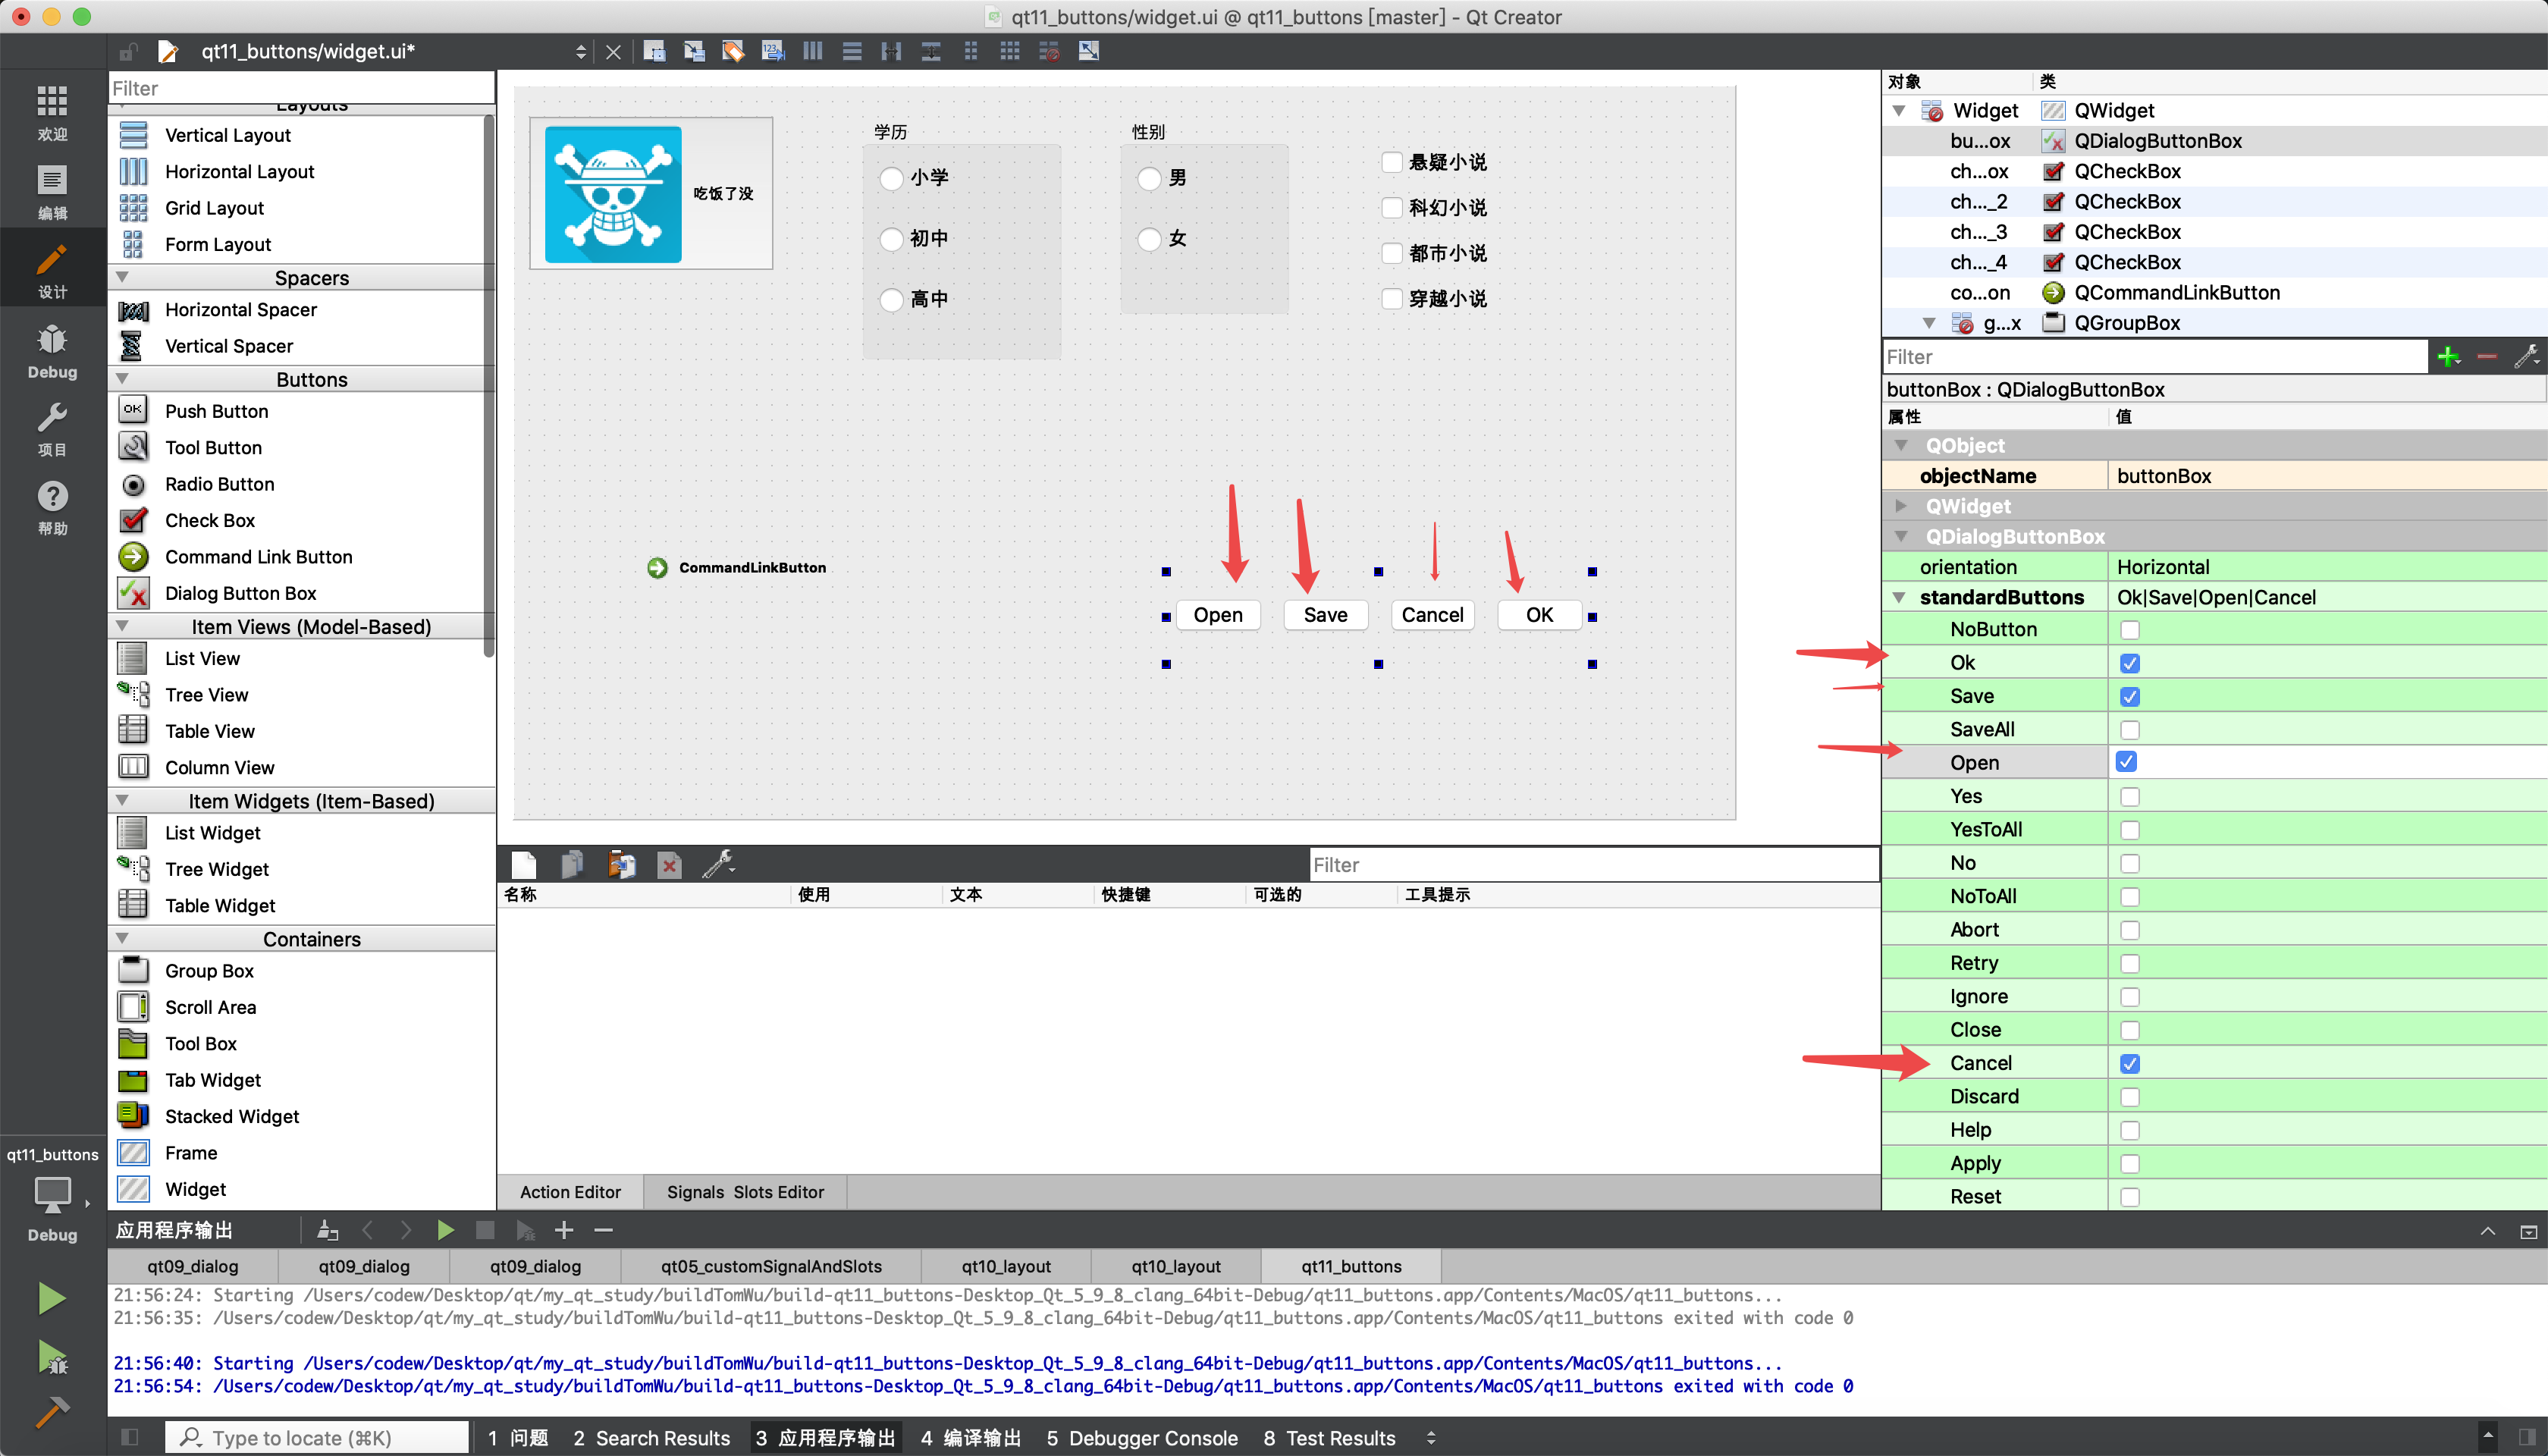 qt11_buttons/widget.ui @ qt11_buttons [master] - Qt Creator
qt11_buttons/widget.ui*
欢迎
编辑
设计
Debug
项目
帮助
qt11_buttons
Debug
Filter
Layouts
Vertical Layout
Horizontal Layout
Grid Layout
Form Layout
Spacers
Horizontal Spacer
Vertical Spacer
Buttons
OK Push Button
Tool Button
Radio Button
Check Box
Command Link Button
Dialog Button Box
Item Views (Model-Based)
List View
Tree View
Table View
Column View
Item Widgets (Item-Based)
List Widget
Tree Widget
Table Widget
Containers
Group Box
Scroll Area
Tool Box
Tab Widget
Stacked Widget
Frame
Widget
吃饭了没
学历
小学
初中
高中
性别
男
女
悬疑小说
科幻小说
都市小说
穿越小说
CommandLinkButton
Open Save Cancel OK
Filter
名称 使用 文本 快捷键 可选的 工具提示
Action Editor Signals Slots Editor
对象 类
Widget QWidget
bu...ox QDialogButtonBox
ch...ox QCheckBox
ch..._2 QCheckBox
ch..._3 QCheckBox
ch..._4 QCheckBox
co...on QCommandLinkButton
g...x QGroupBox
Filter
buttonBox : QDialogButtonBox
属性 值
QObject
objectName buttonBox
QWidget
QDialogButtonBox
orientation Horizontal
standardButtons Ok|Save|Open|Cancel
NoButton
Ok
Save
SaveAll
Open
Yes
YesToAll
No
NoToAll
Abort
Retry
Ignore
Close
Cancel
Discard
Help
Apply
Reset
应用程序输出
qt09_dialog qt09_dialog qt09_dialog qt05_customSignalAndSlots qt10_layout qt10_layout qt11_buttons
21:56:24: Starting /Users/codew/Desktop/qt/my_qt_study/buildTomWu/build-qt11_buttons-Desktop_Qt_5_9_8_clang_64bit-Debug/qt11_buttons.app/Contents/MacOS/qt11_buttons...
21:56:35: /Users/codew/Desktop/qt/my_qt_study/buildTomWu/build-qt11_buttons-Desktop_Qt_5_9_8_clang_64bit-Debug/qt11_buttons.app/Contents/MacOS/qt11_buttons exited with code 0
21:56:40: Starting /Users/codew/Desktop/qt/my_qt_study/buildTomWu/build-qt11_buttons-Desktop_Qt_5_9_8_clang_64bit-Debug/qt11_buttons.app/Contents/MacOS/qt11_buttons...
21:56:54: /Users/codew/Desktop/qt/my_qt_study/buildTomWu/build-qt11_buttons-Desktop_Qt_5_9_8_clang_64bit-Debug/qt11_buttons.app/Contents/MacOS/qt11_buttons exited with code 0
Type to locate (⌘K) 1 问题 2 Search Results 3 应用程序输出 4 编译输出 5 Debugger Console 8 Test Results